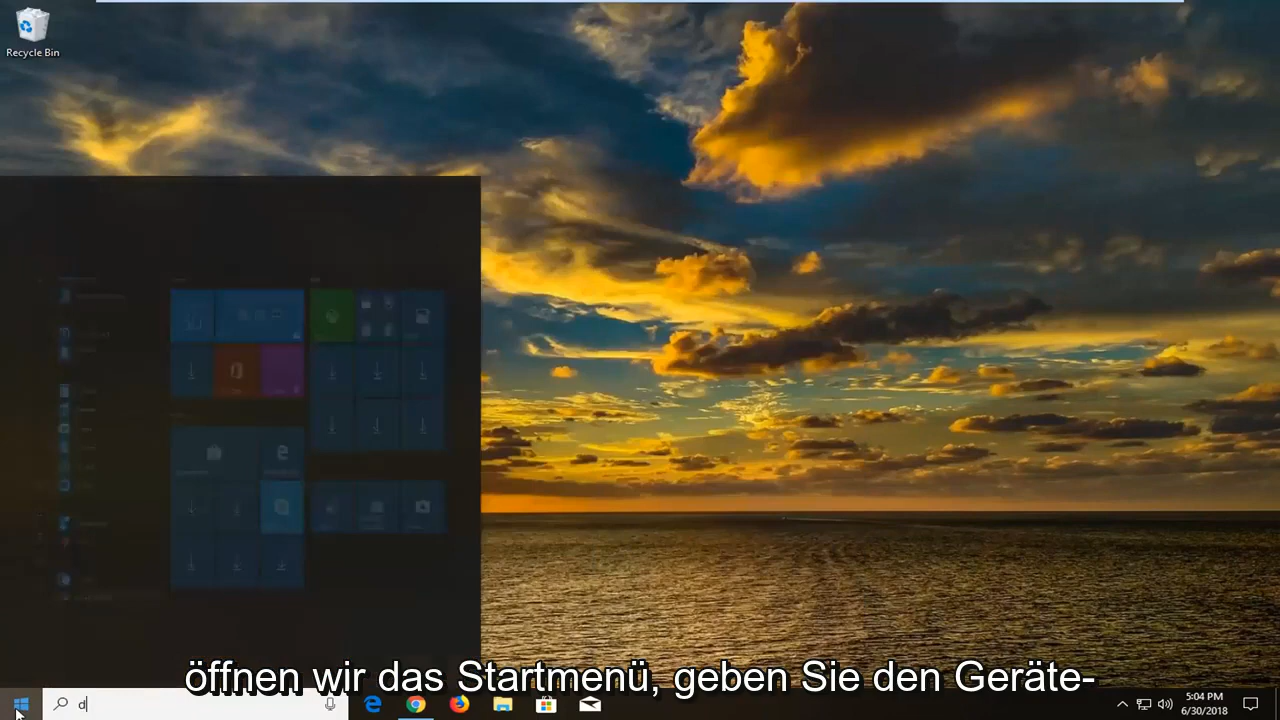 Recycle Bin
öffnen wir das Startmenü, geben Sie den Geräte-
d
5:04 PM
6/30/2018